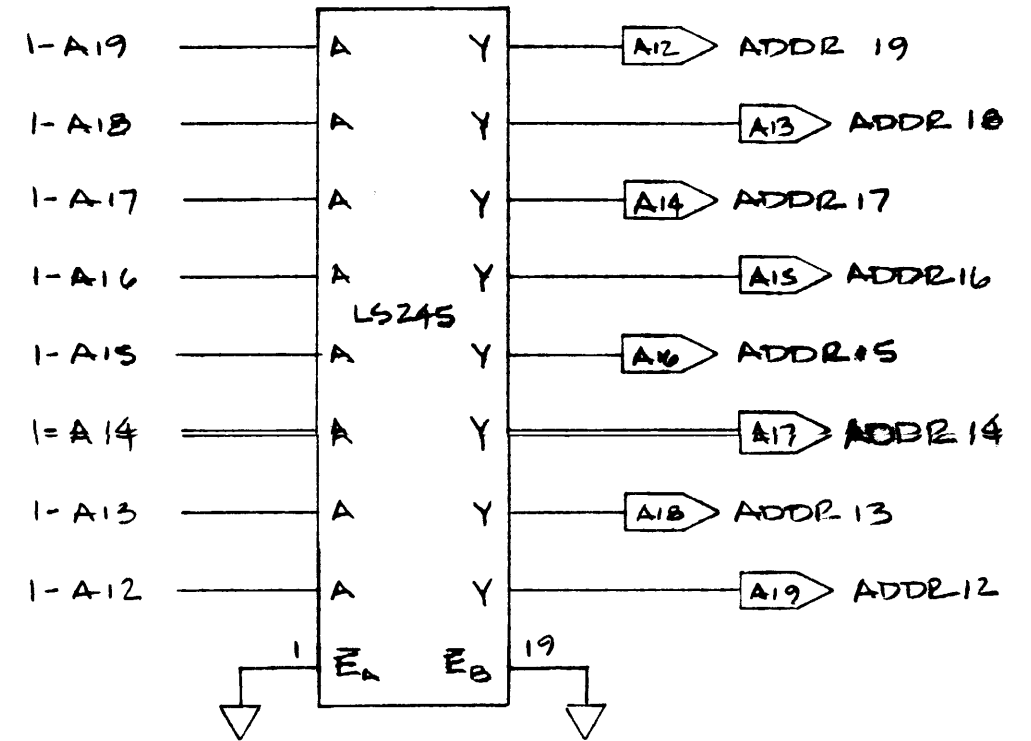 1-A19 A Y A12 ADDR 19
1-A18 A Y A13 ADDR 18
1-A17 A Y A14 ADDR 17
1-A16 A Y A15 ADDR 16
LS245
1-A15 A Y A16 ADDR 15
1=A14 A Y A17 ADDR 14
1-A13 A Y A18 ADDR 13
1-A12 A Y A19 ADDR 12
1 E̅A E̅B 19